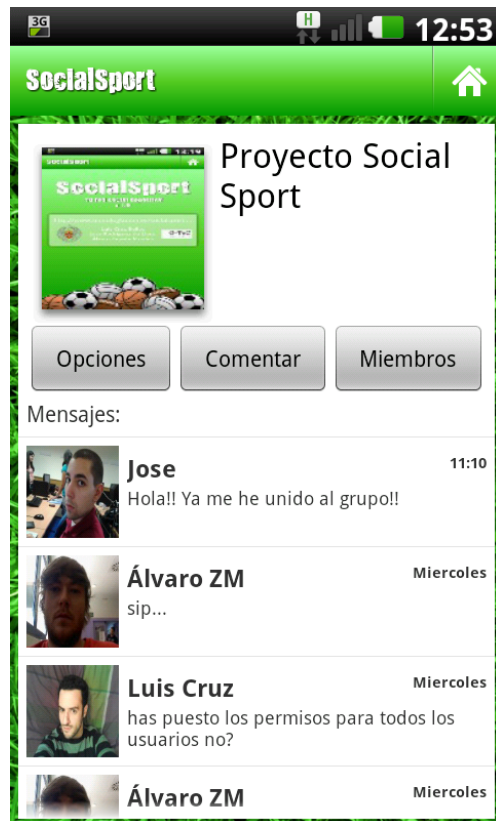 3G
H
12:53
SocialSport
SocialSport
SocialSport
Proyecto Social
Sport
Opciones
Comentar
Miembros
Mensajes:
Jose
11:10
Hola!! Ya me he unido al grupo!!
Álvaro ZM
Miercoles
sip...
Luis Cruz
Miercoles
has puesto los permisos para todos los
usuarios no?
Álvaro ZM
Miercoles